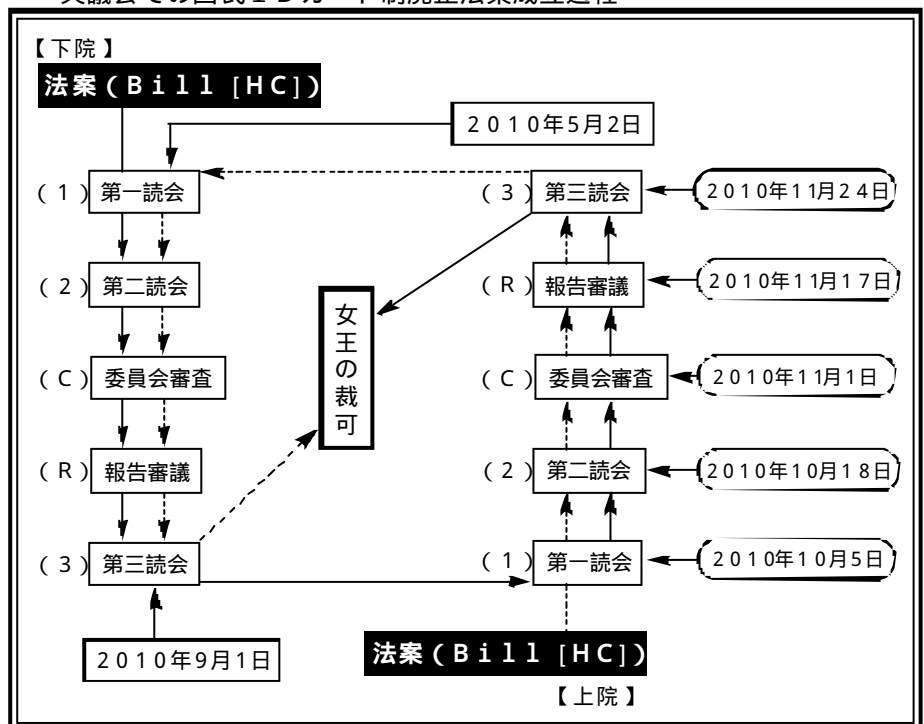 【下院】
法案(Bill [HC])
2010年5月2日
(1) 第一読会
(2) 第二読会
(C) 委員会審査
(R) 報告審議
(3) 第三読会
2010年9月1日
女王の裁可
(3) 第三読会 2010年11月24日
(R) 報告審議 2010年11月17日
(C) 委員会審査 2010年11月1日
(2) 第二読会 2010年10月18日
(1) 第一読会 2010年10月5日
法案(Bill [HC])
【上院】